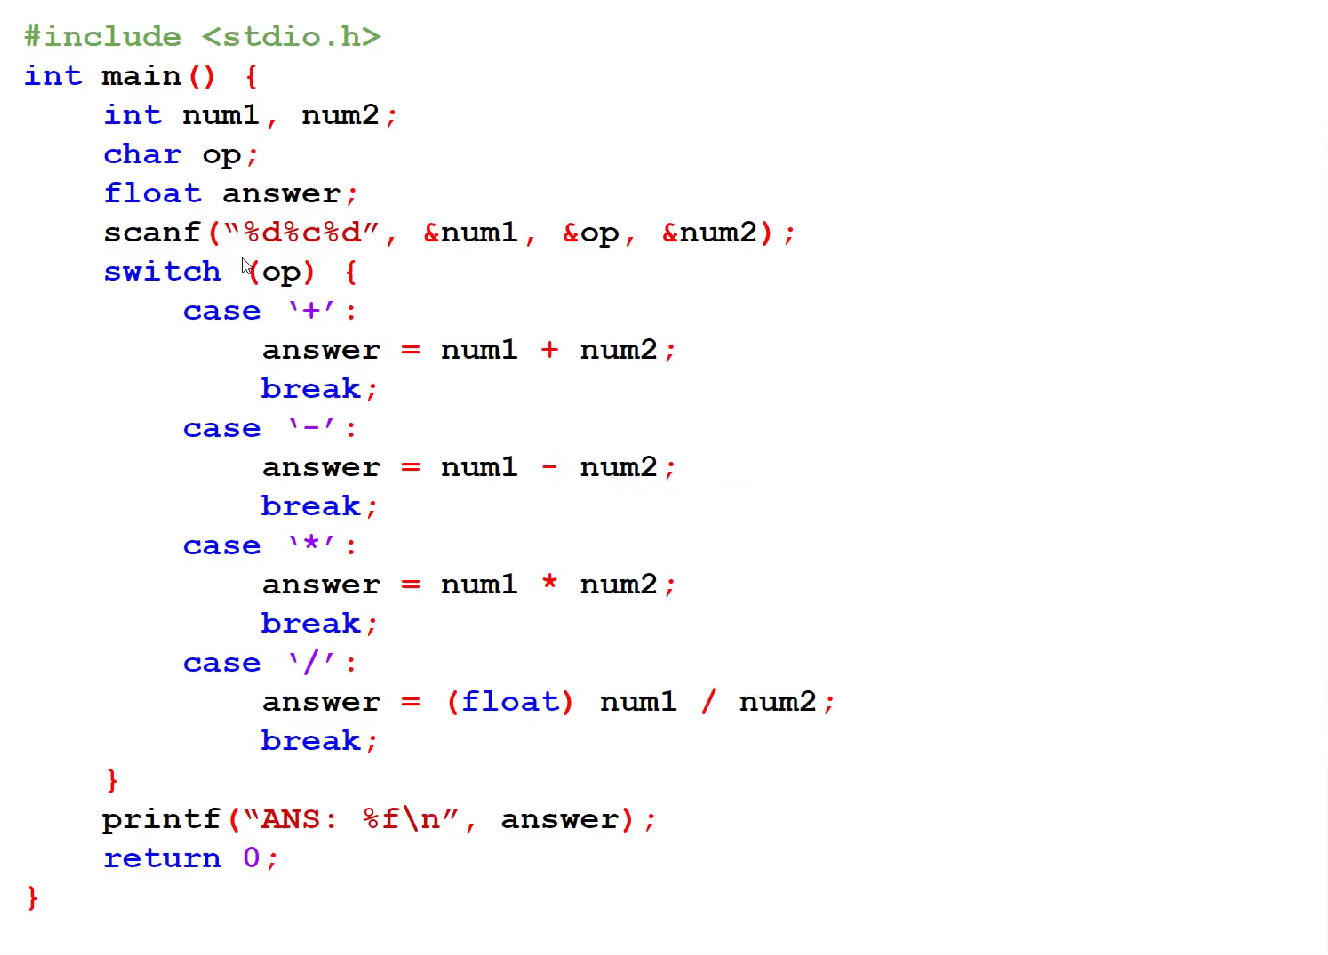 #include <stdio.h>
int main() {
    int num1, num2;
    char op;
    float answer;
    scanf(“%d%c%d”, &num1, &op, &num2);
    switch (op) {
        case ‘+’:
            answer = num1 + num2;
            break;
        case ‘-’:
            answer = num1 - num2;
            break;
        case ‘*’:
            answer = num1 * num2;
            break;
        case ‘/’:
            answer = (float) num1 / num2;
            break;
    }
    printf(“ANS: %f\n”, answer);
    return 0;
}